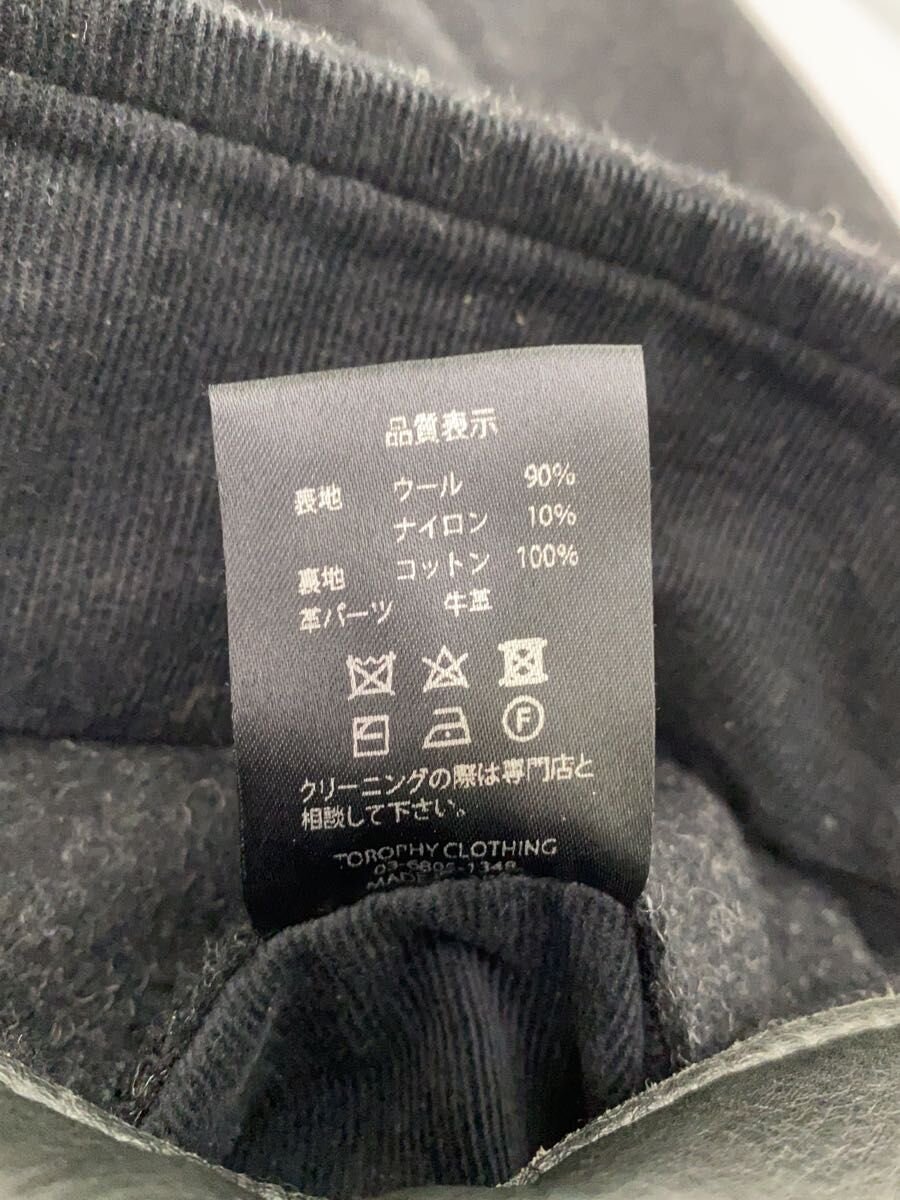 品質表示
表地 ウール 90%
ナイロン 10%
裏地 コットン 100%
革パーツ 牛革
F
クリーニングの際は専門店と
相談して下さい。
TOROPHY CLOTHING
MADE